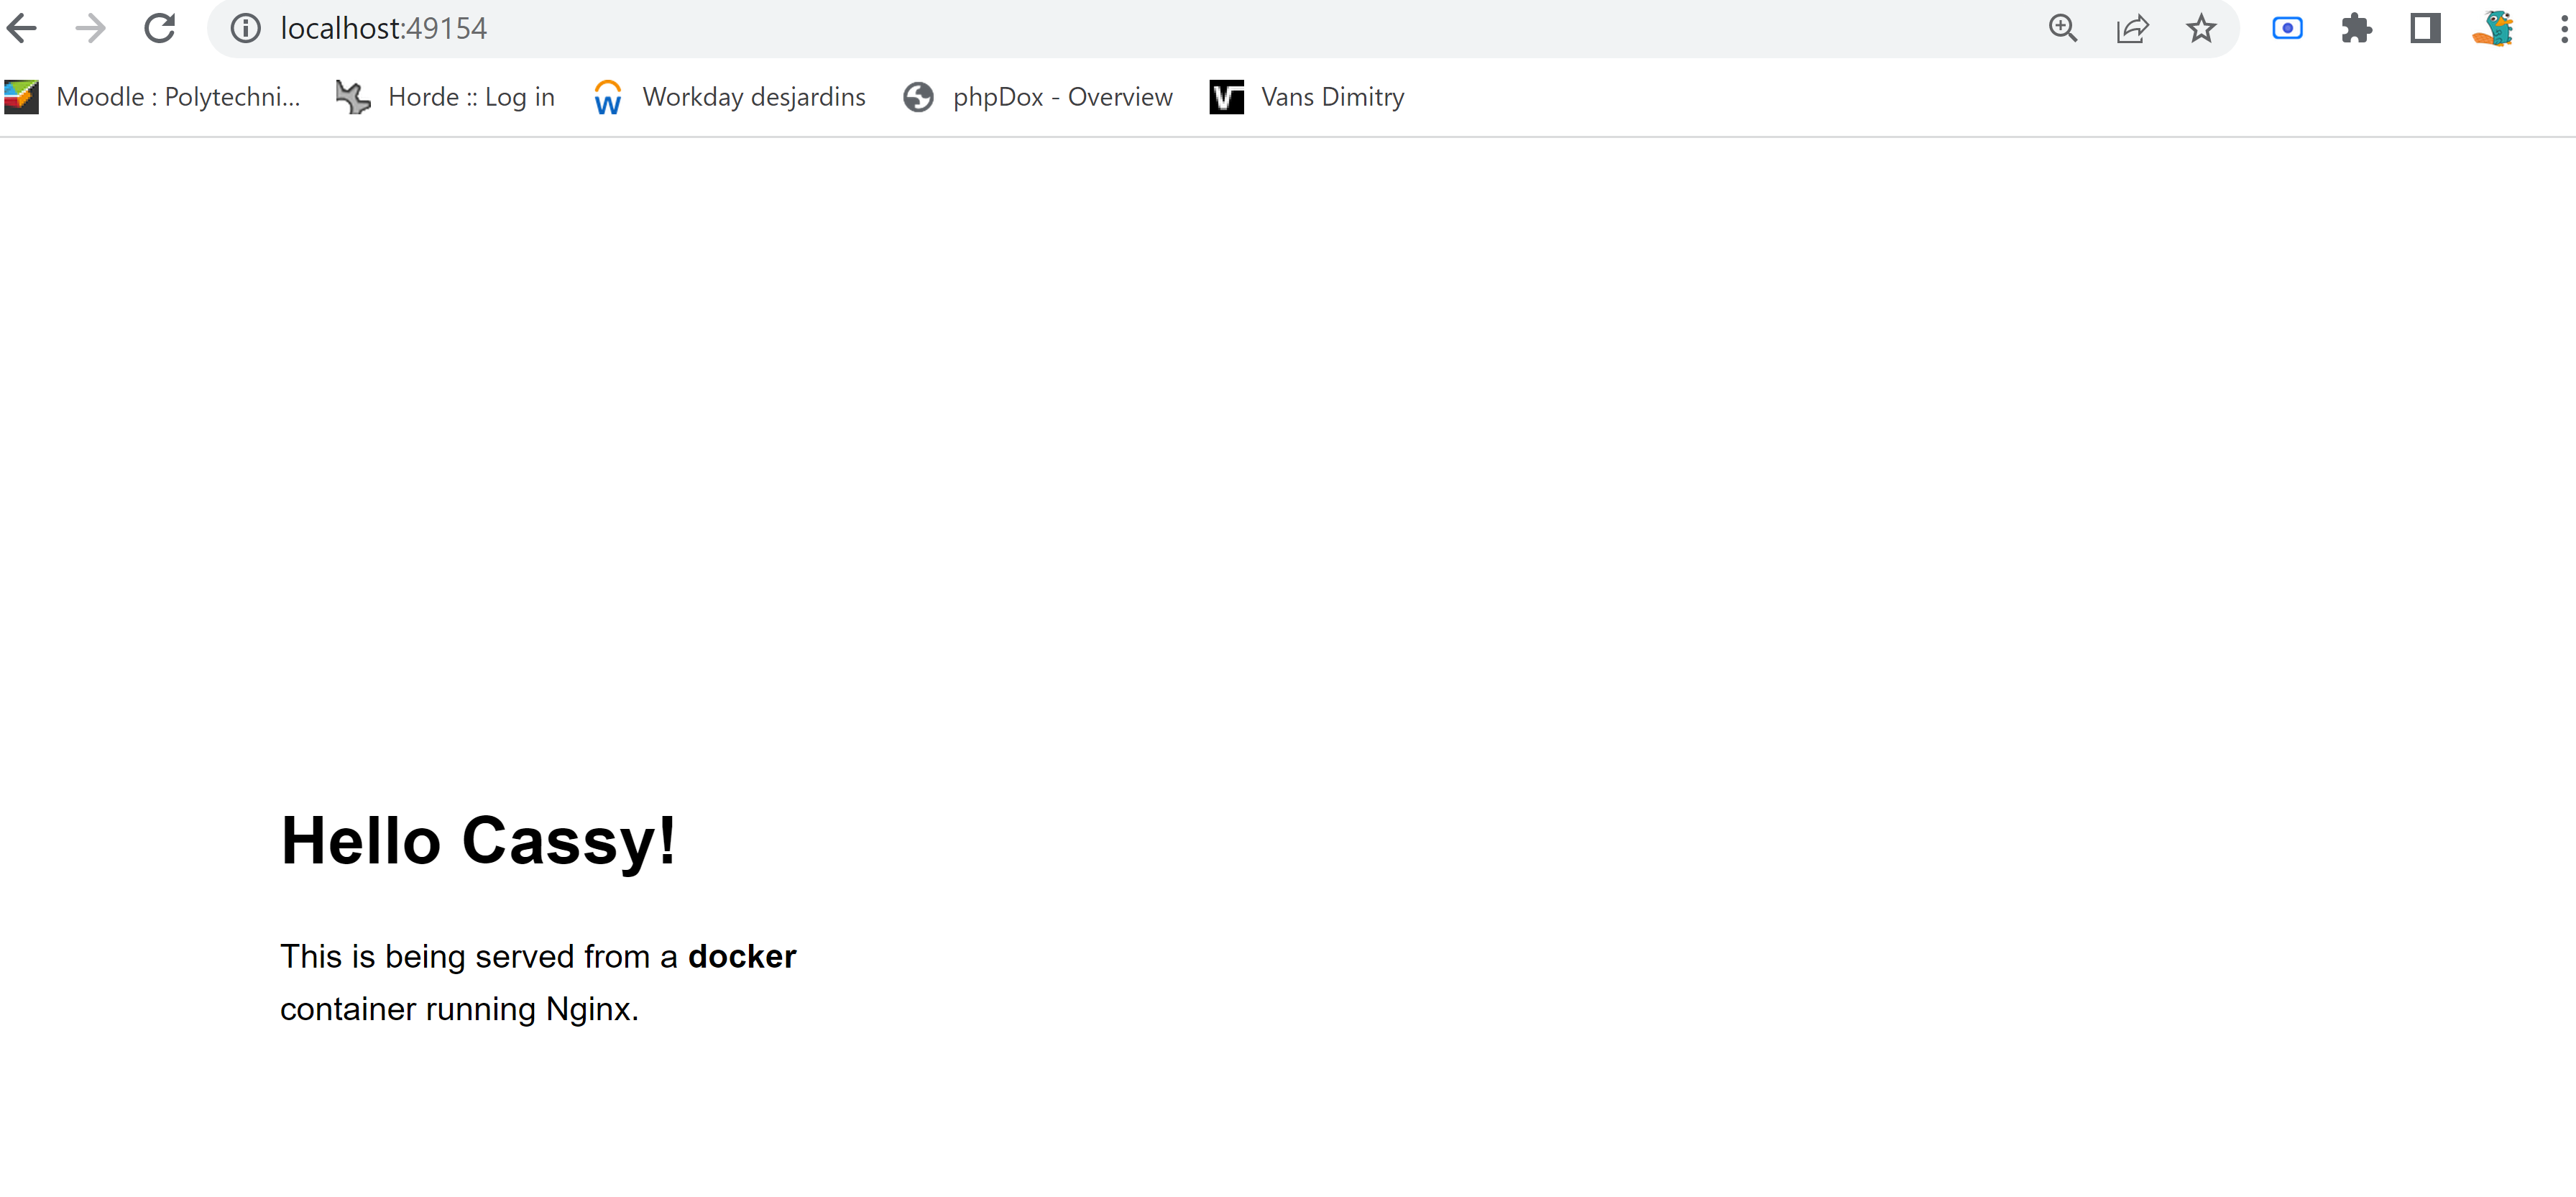 localhost:49154
Moodle : Polytechni... Horde :: Log in Workday desjardins phpDox - Overview Vans Dimitry
Hello Cassy!
This is being served from a docker
container running Nginx.